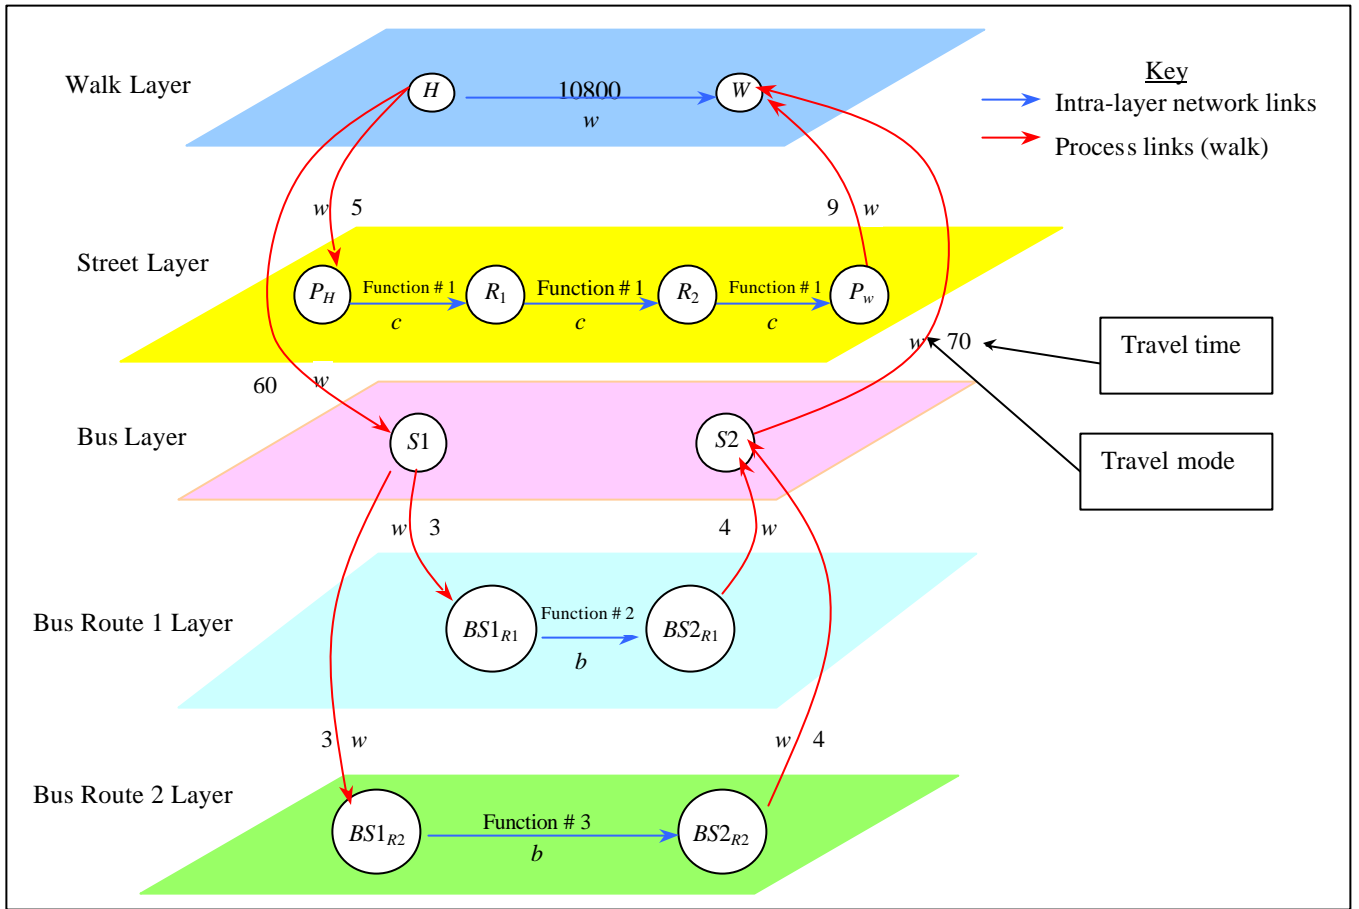 Walk Layer
H
10800
w
W
Key
Intra-layer network links
Process links (walk)
w 5
9 w
Street Layer
P_H
Function # 1
c
R_1
Function # 1
c
R_2
Function # 1
c
P_w
w 70
Travel time
60 w
Bus Layer
S1
S2
Travel mode
w 3
4 w
Bus Route 1 Layer
BS1_R1
Function # 2
b
BS2_R1
3 w
w 4
Bus Route 2 Layer
BS1_R2
Function # 3
b
BS2_R2